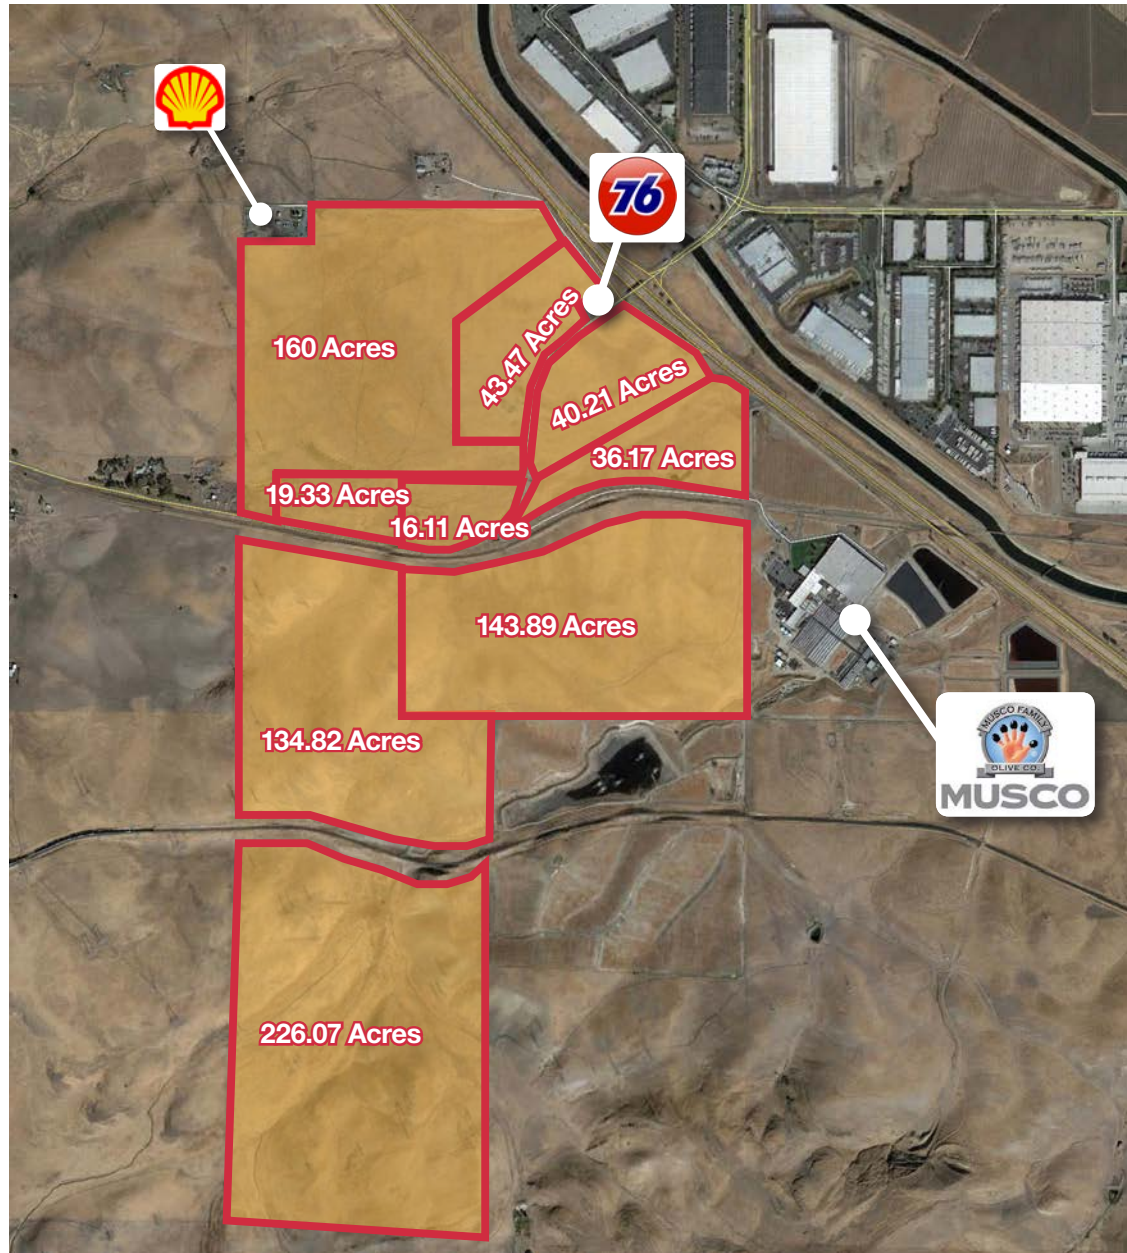 76
160 Acres
43.47 Acres
40.21 Acres
36.17 Acres
19.33 Acres
16.11 Acres
143.89 Acres
134.82 Acres
MUSCO FAMILY
OLIVE CO.
MUSCO
226.07 Acres